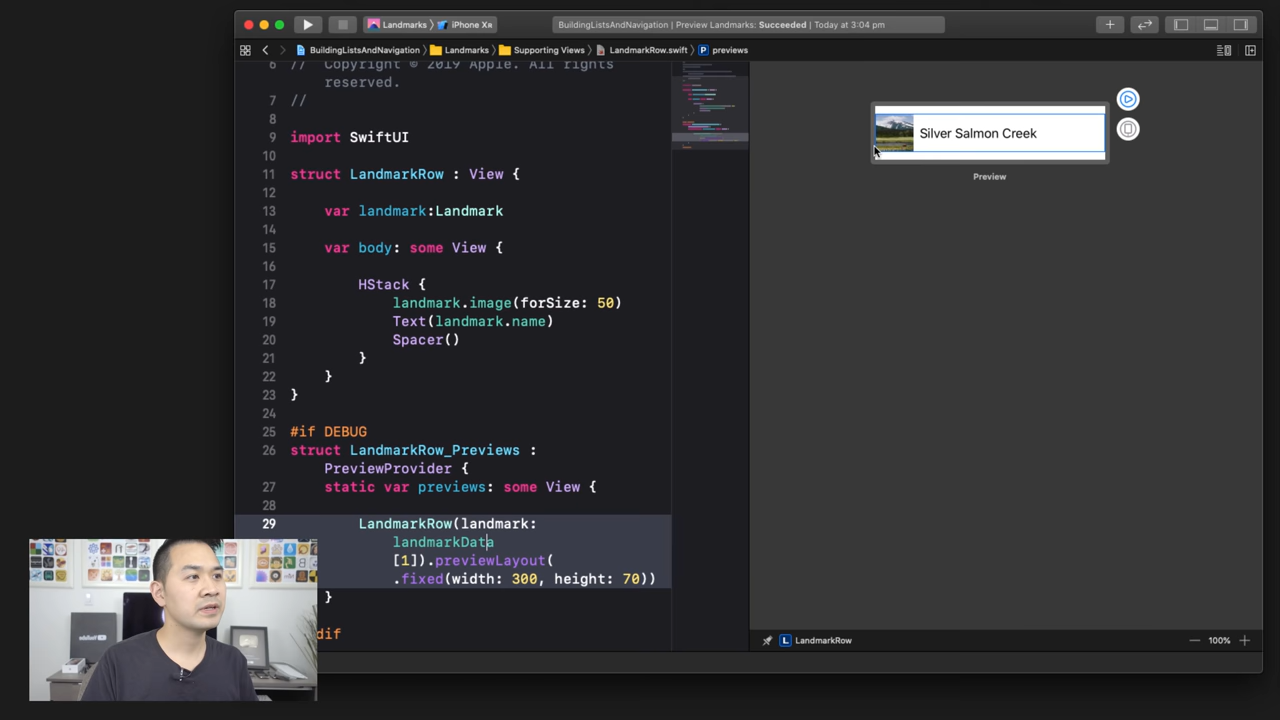 Landmarks
iPhone Xʀ
BuildingListsAndNavigation | Preview Landmarks: Succeeded | Today at 3:04 pm
BuildingListsAndNavigation
Landmarks
Supporting Views
LandmarkRow.swift
P
previews
6 // Copyright © 2019 Apple. All rights
reserved.
7 //
8
9 import SwiftUI
10
11 struct LandmarkRow : View {
12
13 var landmark:Landmark
14
15 var body: some View {
16
17 HStack {
18 landmark.image(forSize: 50)
19 Text(landmark.name)
20 Spacer()
21 }
22 }
23 }
24
25 #if DEBUG
26 struct LandmarkRow_Previews :
PreviewProvider {
27 static var previews: some View {
28
29 LandmarkRow(landmark:
landmarkData
[1]).previewLayout(
.fixed(width: 300, height: 70))
}
dif
Silver Salmon Creek
Preview
L
LandmarkRow
100%